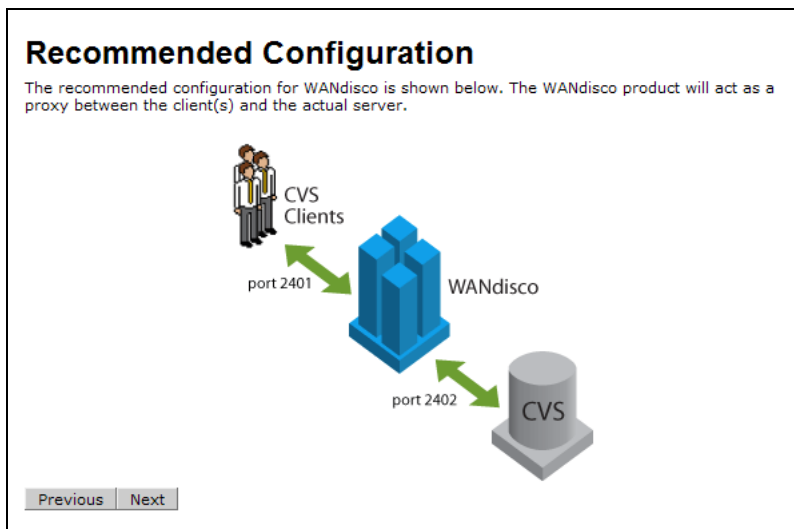 Recommended Configuration
The recommended configuration for WANdisco is shown below. The WANdisco product will act as a
proxy between the client(s) and the actual server.
CVS
Clients
port 2401
WANdisco
port 2402
CVS
Previous
Next